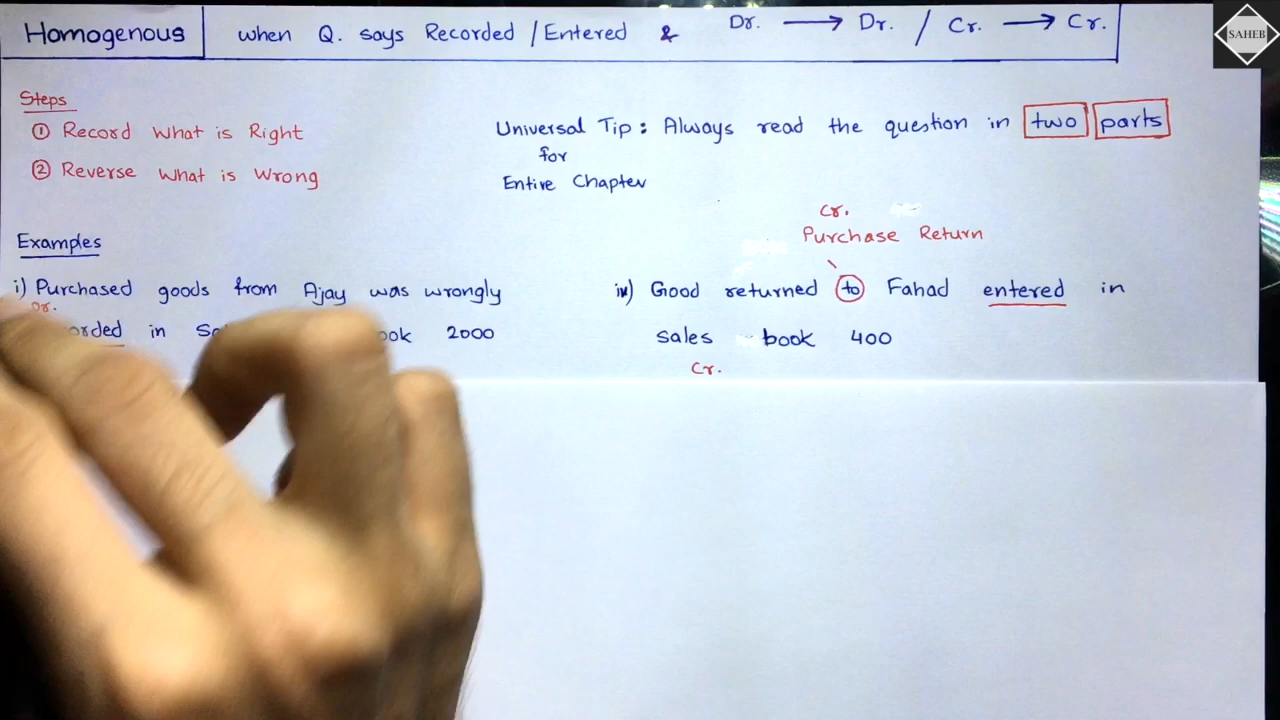 Homogenous when Q. says Recorded / Entered & Dr. → Dr. / Cr. → Cr.
SAHEB
Steps
① Record What is Right
② Reverse What is Wrong
Universal Tip: Always read the question in two parts
for
Entire Chapter
Examples
i) Purchased goods from Ajay was wrongly
Dr.
in 2000
Cr.
Purchase Return
iv) Good returned to Fahad entered in
sales book 400
Cr.